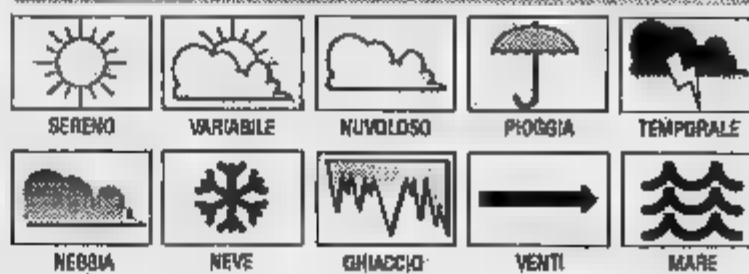 SERENO VARIABILE NUVOLOSO PIOGGIA TEMPORALE
NEBBIA NEVE GHIACCIO VENTI MARE